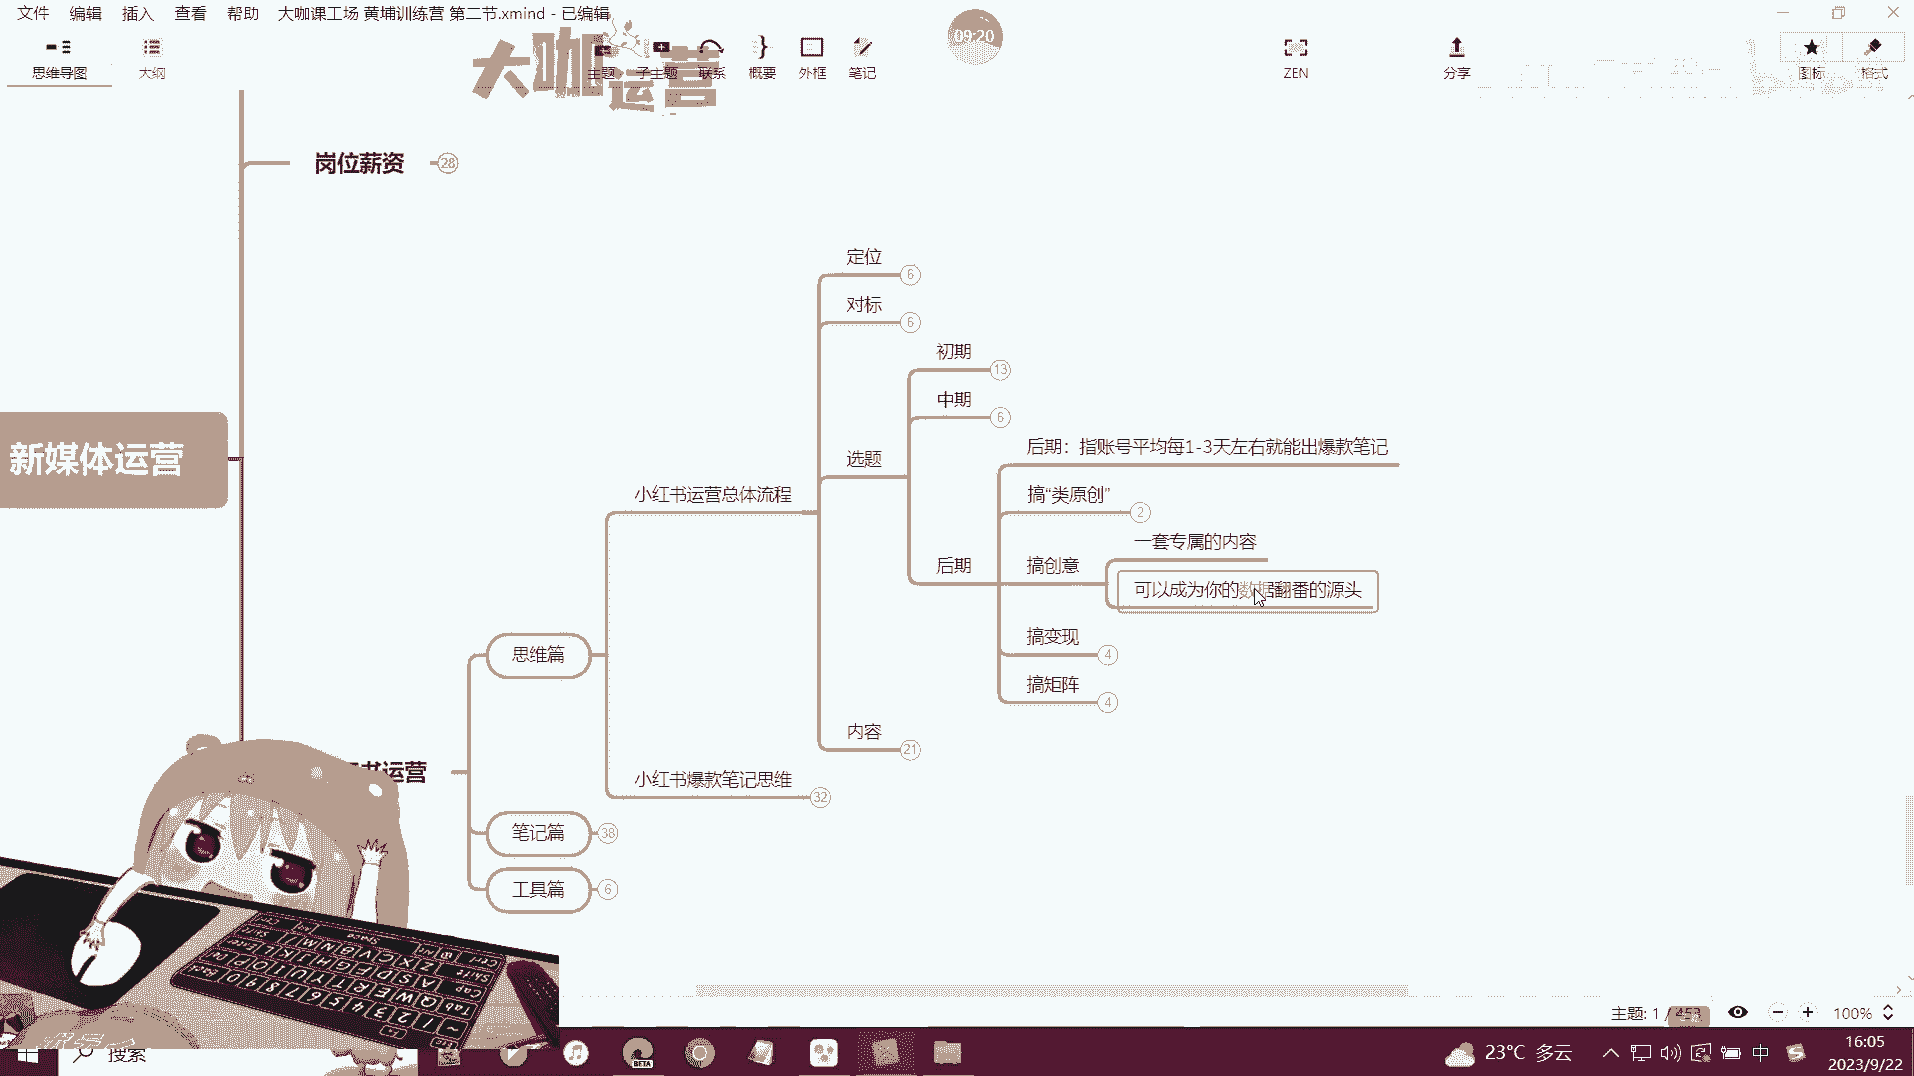 文件 编辑 插入 查看 帮助 大咖课工场 黄埔训练营 第二节.xmind - 已编辑
09:20
大咖运营
思维导图 大纲 主题 子主题 联系 概要 外框 笔记 ZEN 分享 图标 格式
岗位薪资 28
定位 6
对标 6
初期 13
中期 6
后期：指账号平均每1-3天左右就能出爆款笔记
选题
新媒体运营
小红书运营总体流程
搞“类原创” 2
一套专属的内容
后期
搞创意
可以成为你的数据翻番的源头
搞变现 4
思维篇
搞矩阵 4
内容 21
书运营
小红书爆款笔记思维 32
笔记篇 38
工具篇 6
主题: 1 / 453
100%
搜索
BETA
23°C 多云
中
16:05
2023/9/22